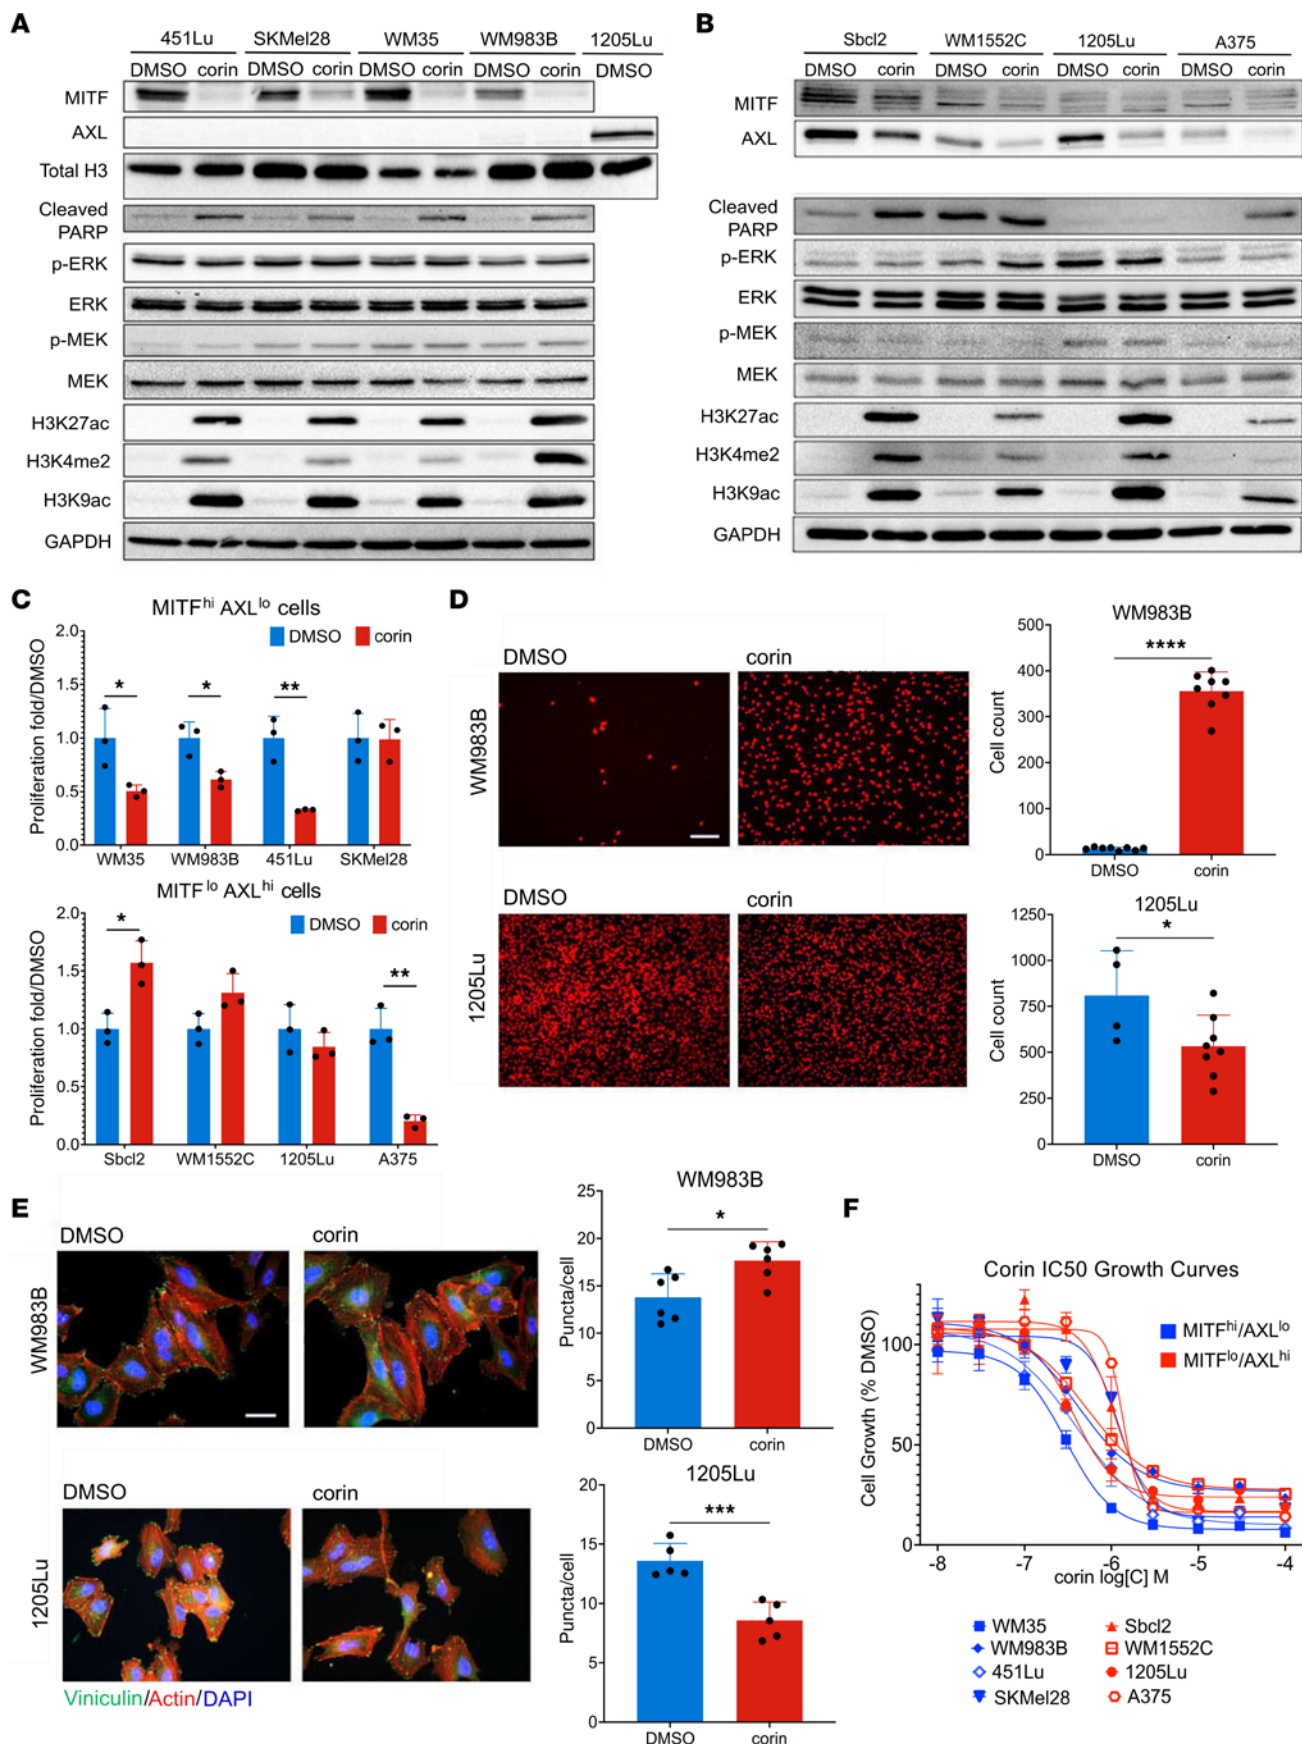 A
451Lu SKMel28 WM35 WM983B 1205Lu
DMSO corin DMSO corin DMSO corin DMSO corin DMSO
MITF
AXL
Total H3
Cleaved
PARP
p-ERK
ERK
p-MEK
MEK
H3K27ac
H3K4me2
H3K9ac
GAPDH
B
Sbcl2 WM1552C 1205Lu A375
DMSO corin DMSO corin DMSO corin DMSO corin
MITF
AXL
Cleaved
PARP
p-ERK
ERK
p-MEK
MEK
H3K27ac
H3K4me2
H3K9ac
GAPDH
C
MITFhi AXLlo cells
DMSO corin
Proliferation fold/DMSO
2.0
1.5
1.0
0.5
0.0
* * **
WM35 WM983B 451Lu SKMel28
MITFlo AXLhi cells
DMSO corin
Proliferation fold/DMSO
2.0
1.5
1.0
0.5
0.0
* **
Sbcl2 WM1552C 1205Lu A375
D
DMSO corin
WM983B
DMSO corin
1205Lu
WM983B
Cell count
500
400
300
200
100
0
****
DMSO corin
1205Lu
Cell count
1250
1000
750
500
250
0
*
DMSO corin
E
DMSO corin
WM983B
DMSO corin
1205Lu
Viniculin/Actin/DAPI
WM983B
Puncta/cell
25
20
15
10
5
0
*
DMSO corin
1205Lu
Puncta/cell
20
15
10
5
0
***
DMSO corin
F
Corin IC50 Growth Curves
MITFhi/AXLlo
MITFlo/AXLhi
Cell Growth (% DMSO)
100
50
0
-8 -7 -6 -5 -4
corin log[C] M
WM35 Sbcl2
WM983B WM1552C
451Lu 1205Lu
SKMel28 A375